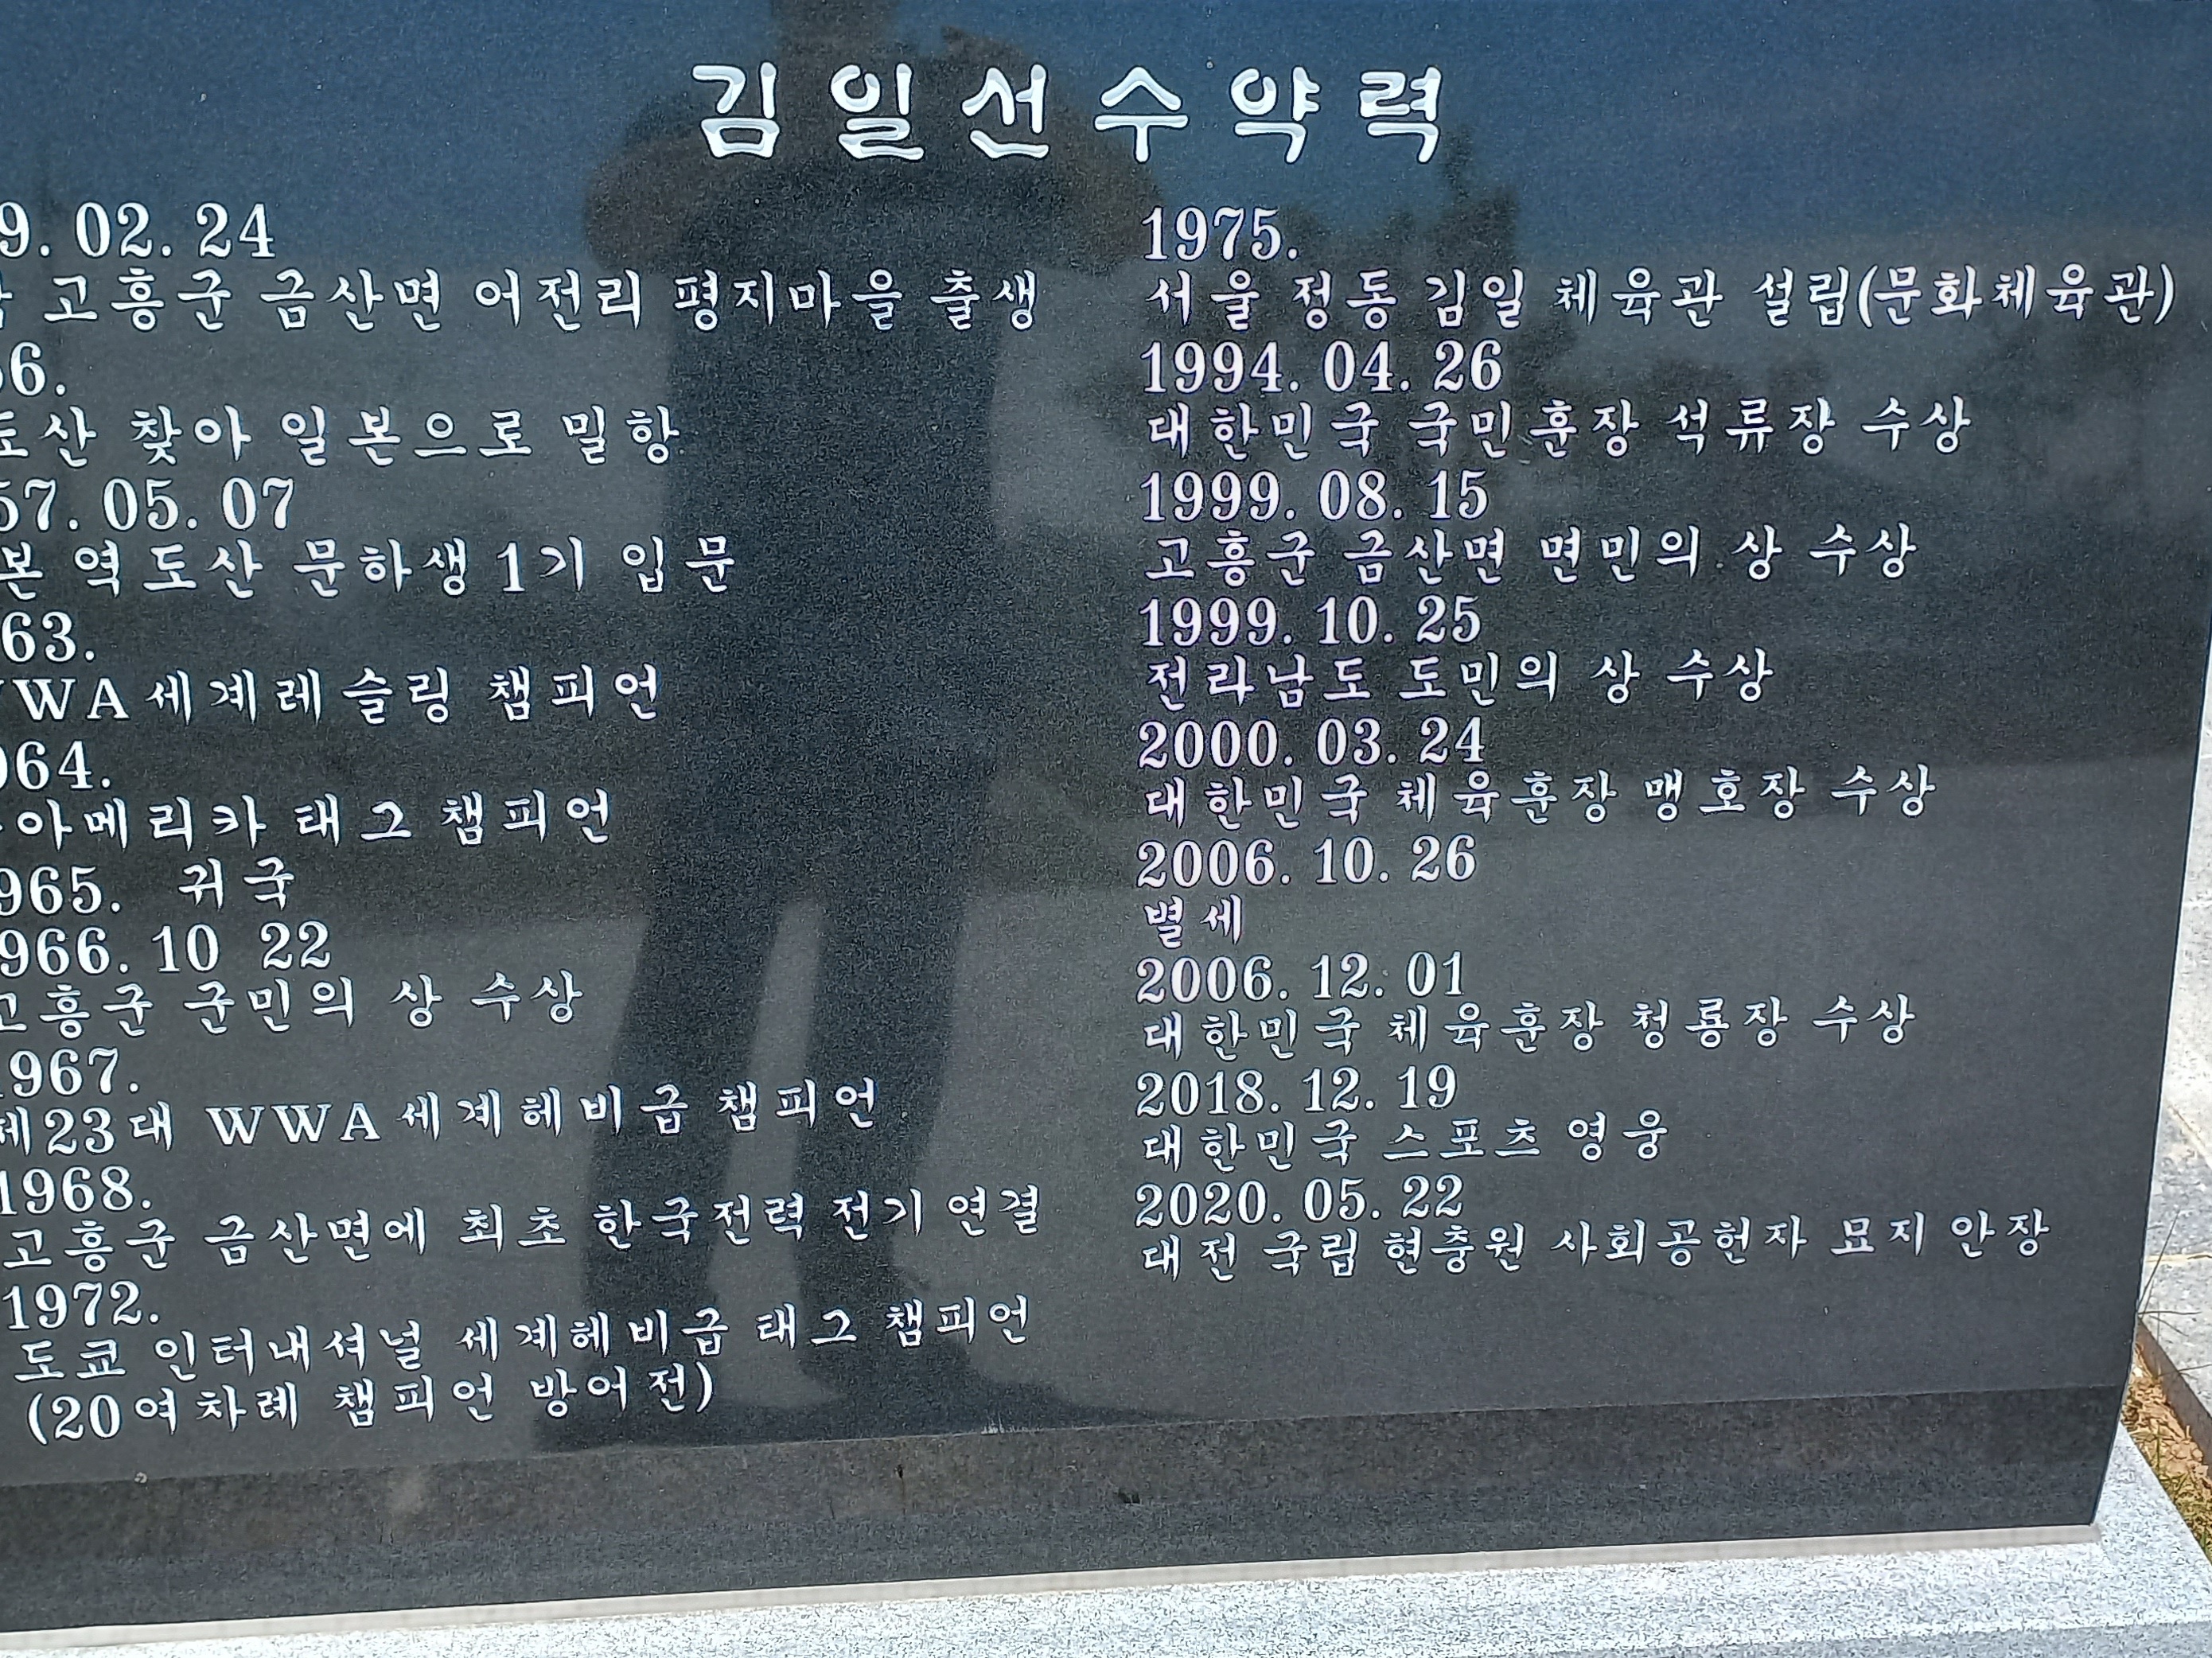 김일선수약력
9. 02. 24
고흥군 금산면 어전리 평지마을 출생
6.
도산 찾아 일본으로 밀항
57. 05. 07
본 역도산 문하생 1기 입문
63.
WA 세계레슬링 챔피언
64.
아메리카 태그 챔피언
965. 귀국
966. 10 22
고흥군 군민의 상 수상
1967.
제23대 WWA세계헤비급 챔피언
1968.
고흥군 금산면에 최초 한국전력 전기 연결
1972.
도쿄 인터내셔널 세계헤비급 태그 챔피언
(20여차례 챔피언 방어전)
1975.
서울 정동 김일 체육관 설립(문화체육관)
1994. 04. 26
대한민국 국민훈장 석류장 수상
1999. 08. 15
고흥군 금산면 면민의 상 수상
1999. 10. 25
전라남도 도민의 상 수상
2000. 03. 24
대한민국 체육훈장 맹호장 수상
2006. 10. 26
별세
2006. 12. 01
대한민국 체육훈장 청룡장 수상
2018. 12. 19
대한민국 스포츠 영웅
2020. 05. 22
대전 국립 현충원 사회공헌자 묘지 안장